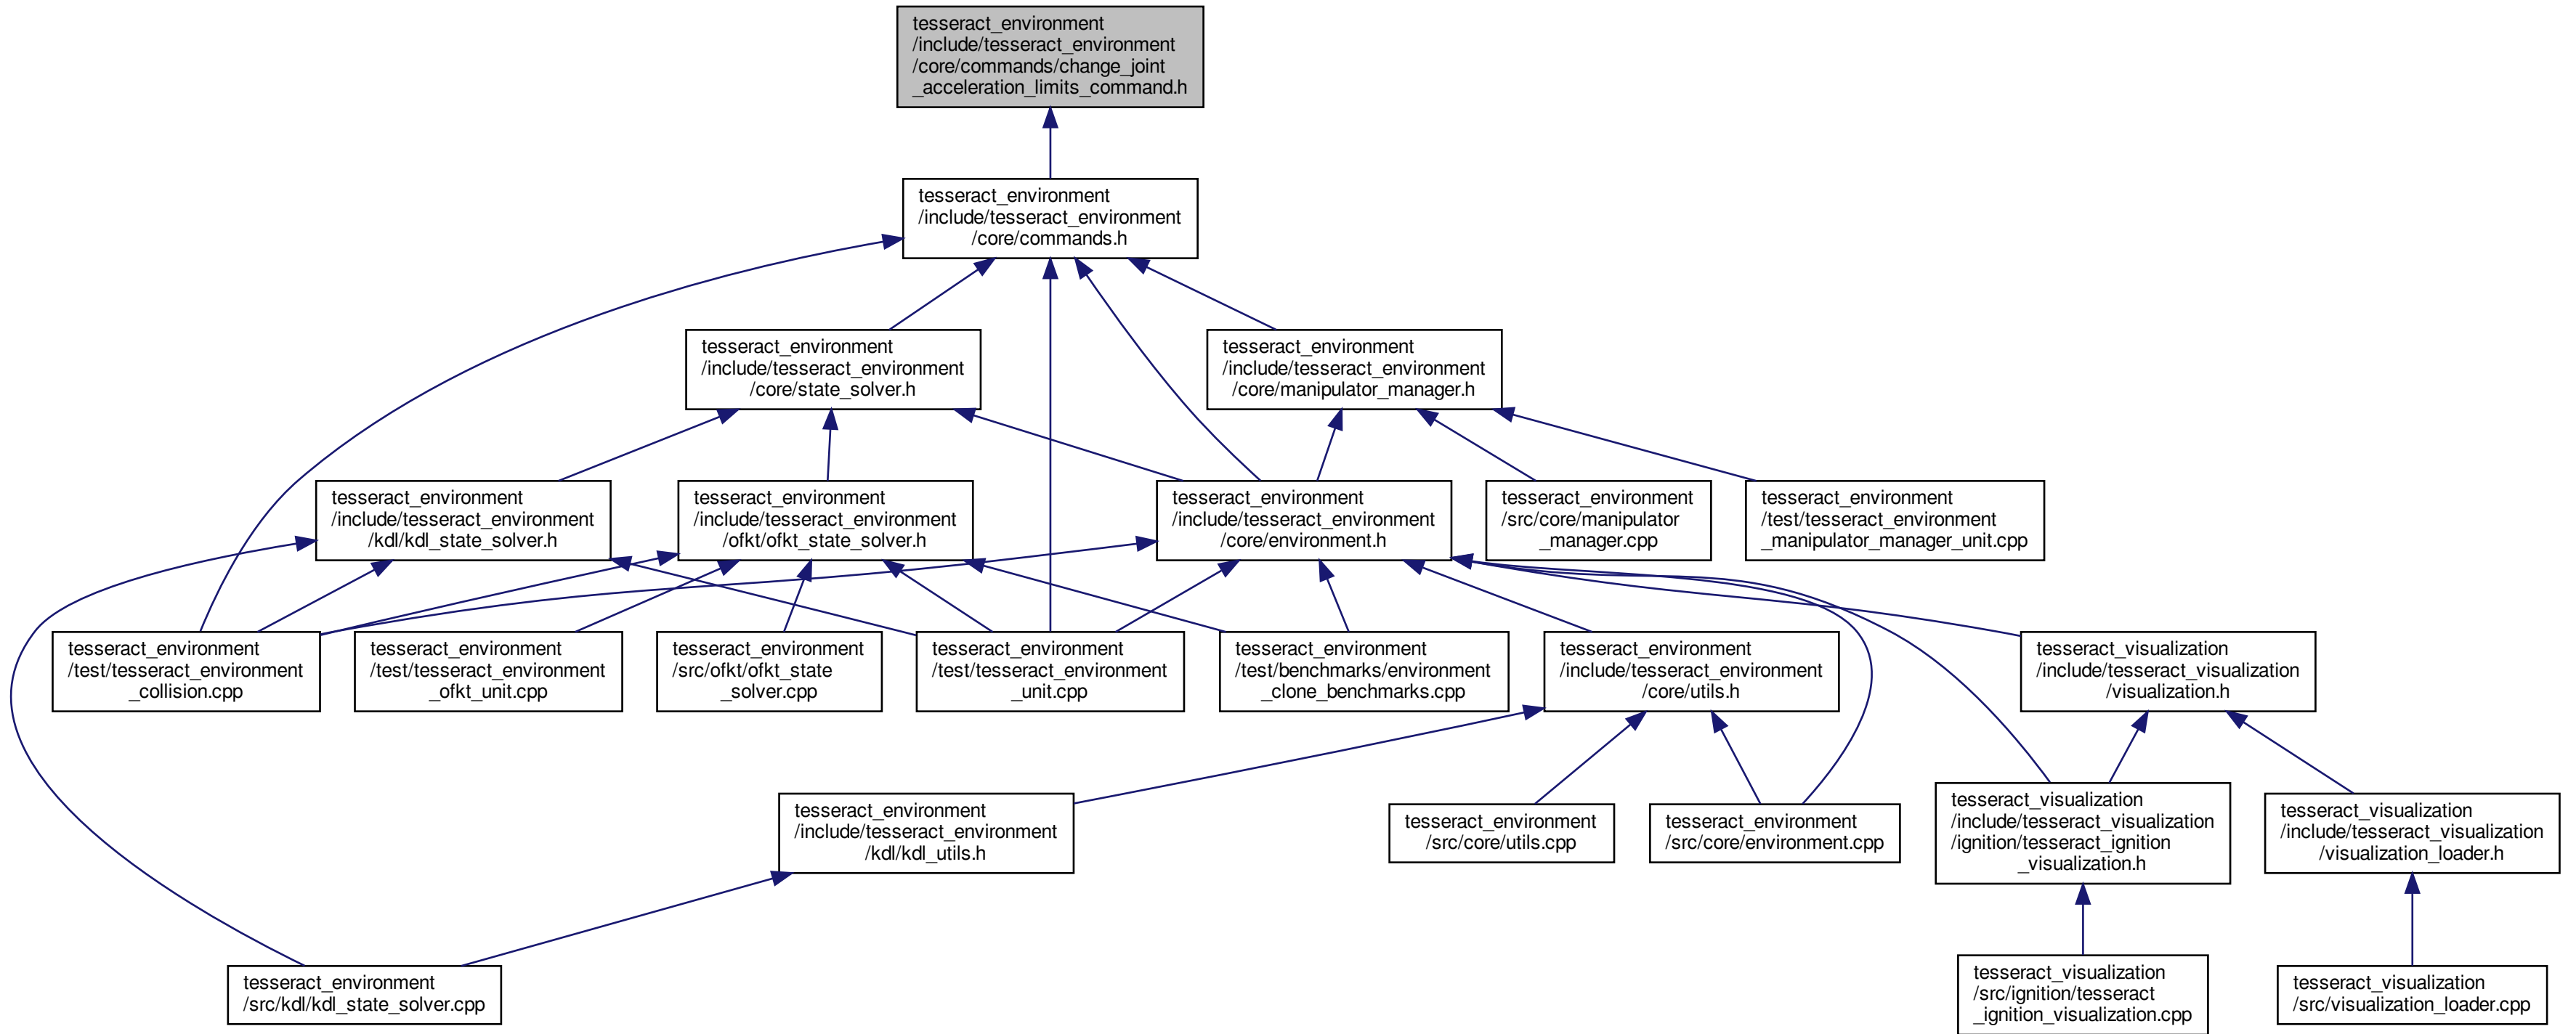 tesseract_environment
/include/tesseract_environment
/core/commands/change_joint
_acceleration_limits_command.h
tesseract_environment
/include/tesseract_environment
/core/commands.h
tesseract_environment
/include/tesseract_environment
/core/state_solver.h
tesseract_environment
/include/tesseract_environment
/core/manipulator_manager.h
tesseract_environment
/include/tesseract_environment
/kdl/kdl_state_solver.h
tesseract_environment
/include/tesseract_environment
/ofkt/ofkt_state_solver.h
tesseract_environment
/include/tesseract_environment
/core/environment.h
tesseract_environment
/src/core/manipulator
_manager.cpp
tesseract_environment
/test/tesseract_environment
_manipulator_manager_unit.cpp
tesseract_environment
/test/tesseract_environment
_collision.cpp
tesseract_environment
/test/tesseract_environment
_ofkt_unit.cpp
tesseract_environment
/src/ofkt/ofkt_state
_solver.cpp
tesseract_environment
/test/tesseract_environment
_unit.cpp
tesseract_environment
/test/benchmarks/environment
_clone_benchmarks.cpp
tesseract_environment
/include/tesseract_environment
/core/utils.h
tesseract_visualization
/include/tesseract_visualization
/visualization.h
tesseract_environment
/include/tesseract_environment
/kdl/kdl_utils.h
tesseract_environment
/src/core/utils.cpp
tesseract_environment
/src/core/environment.cpp
tesseract_visualization
/include/tesseract_visualization
/ignition/tesseract_ignition
_visualization.h
tesseract_visualization
/include/tesseract_visualization
/visualization_loader.h
tesseract_environment
/src/kdl/kdl_state_solver.cpp
tesseract_visualization
/src/ignition/tesseract
_ignition_visualization.cpp
tesseract_visualization
/src/visualization_loader.cpp